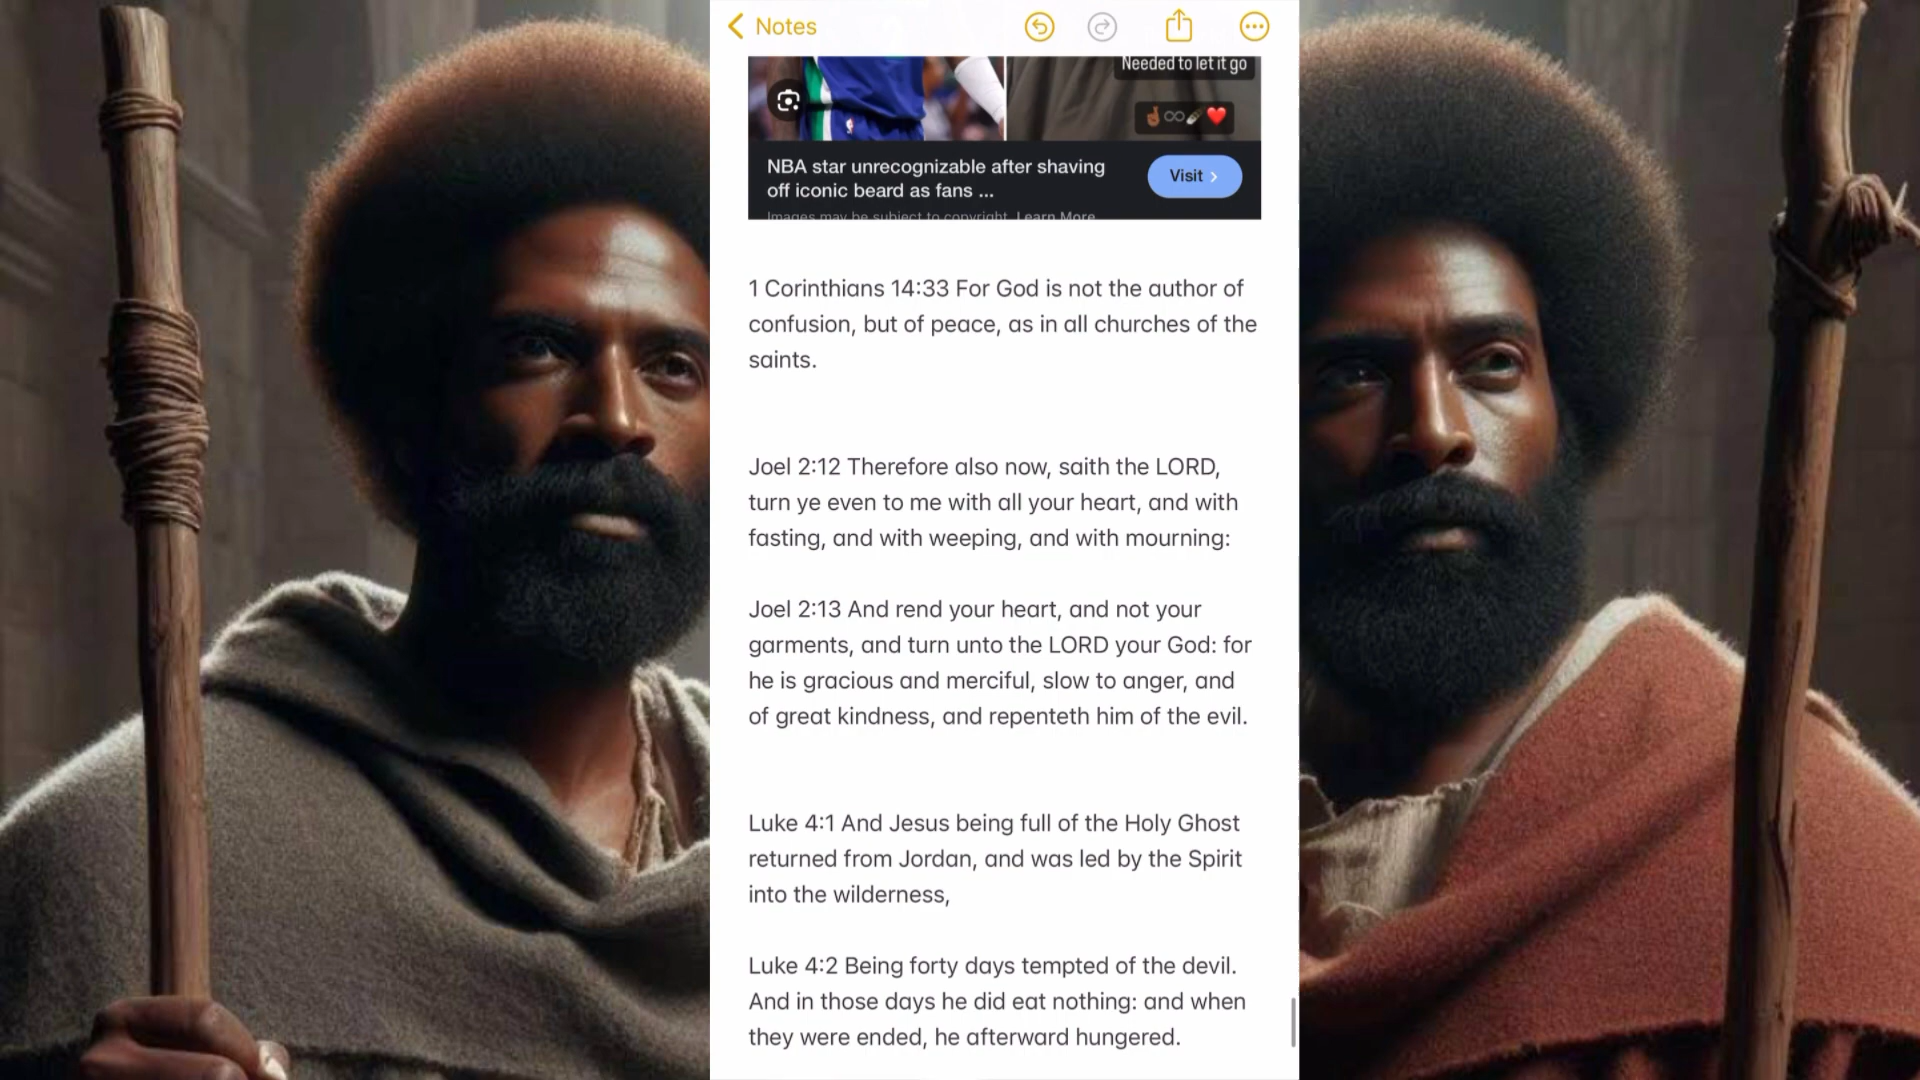 Notes
Needed to let it go
NBA star unrecognizable after shaving
off iconic beard as fans ...
Visit
Images may be subject to copyright. Learn More
1 Corinthians 14:33 For God is not the author of
confusion, but of peace, as in all churches of the
saints.
Joel 2:12 Therefore also now, saith the LORD,
turn ye even to me with all your heart, and with
fasting, and with weeping, and with mourning:
Joel 2:13 And rend your heart, and not your
garments, and turn unto the LORD your God: for
he is gracious and merciful, slow to anger, and
of great kindness, and repenteth him of the evil.
Luke 4:1 And Jesus being full of the Holy Ghost
returned from Jordan, and was led by the Spirit
into the wilderness,
Luke 4:2 Being forty days tempted of the devil.
And in those days he did eat nothing: and when
they were ended, he afterward hungered.